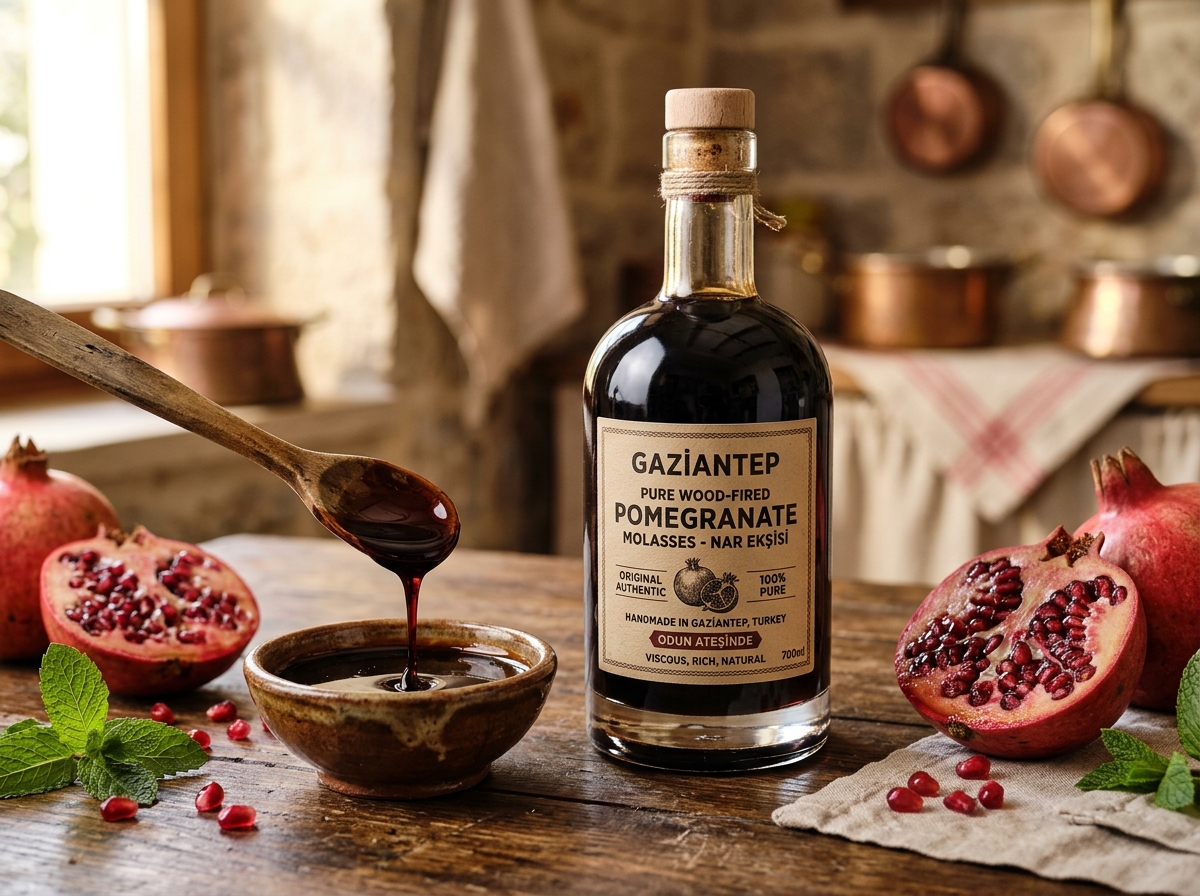 GAZİANTEP
PURE WOOD-FIRED
POMEGRANATE
MOLASSES - NAR EKŞİSİ
ORIGINAL
AUTHENTIC
100%
PURE
HANDMADE IN GAZİANTEP, TURKEY
ODUN ATEŞİNDE
VISCOUS, RICH, NATURAL
700ml